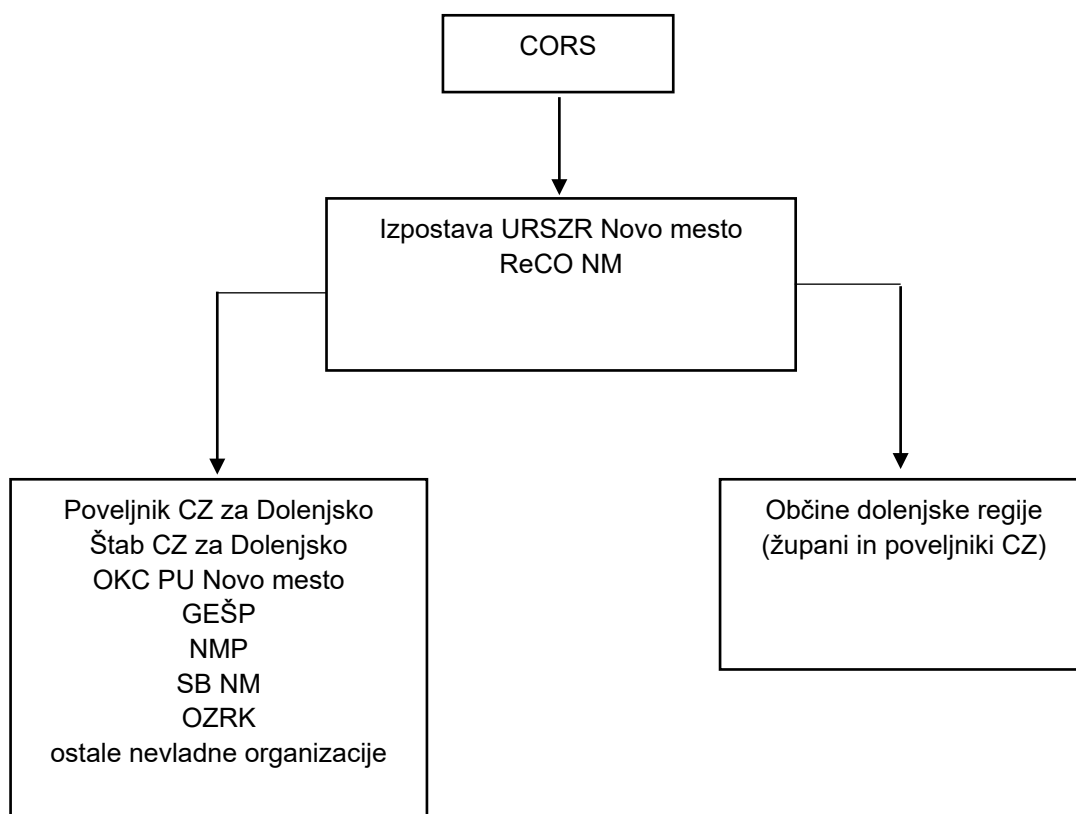 CORS
Izpostava URSZR Novo mesto
ReCO NM
Poveljnik CZ za Dolenjsko
Štab CZ za Dolenjsko
OKC PU Novo mesto
GEŠP
NMP
SB NM
OZRK
ostale nevladne organizacije
Občine dolenjske regije
(župani in poveljniki CZ)